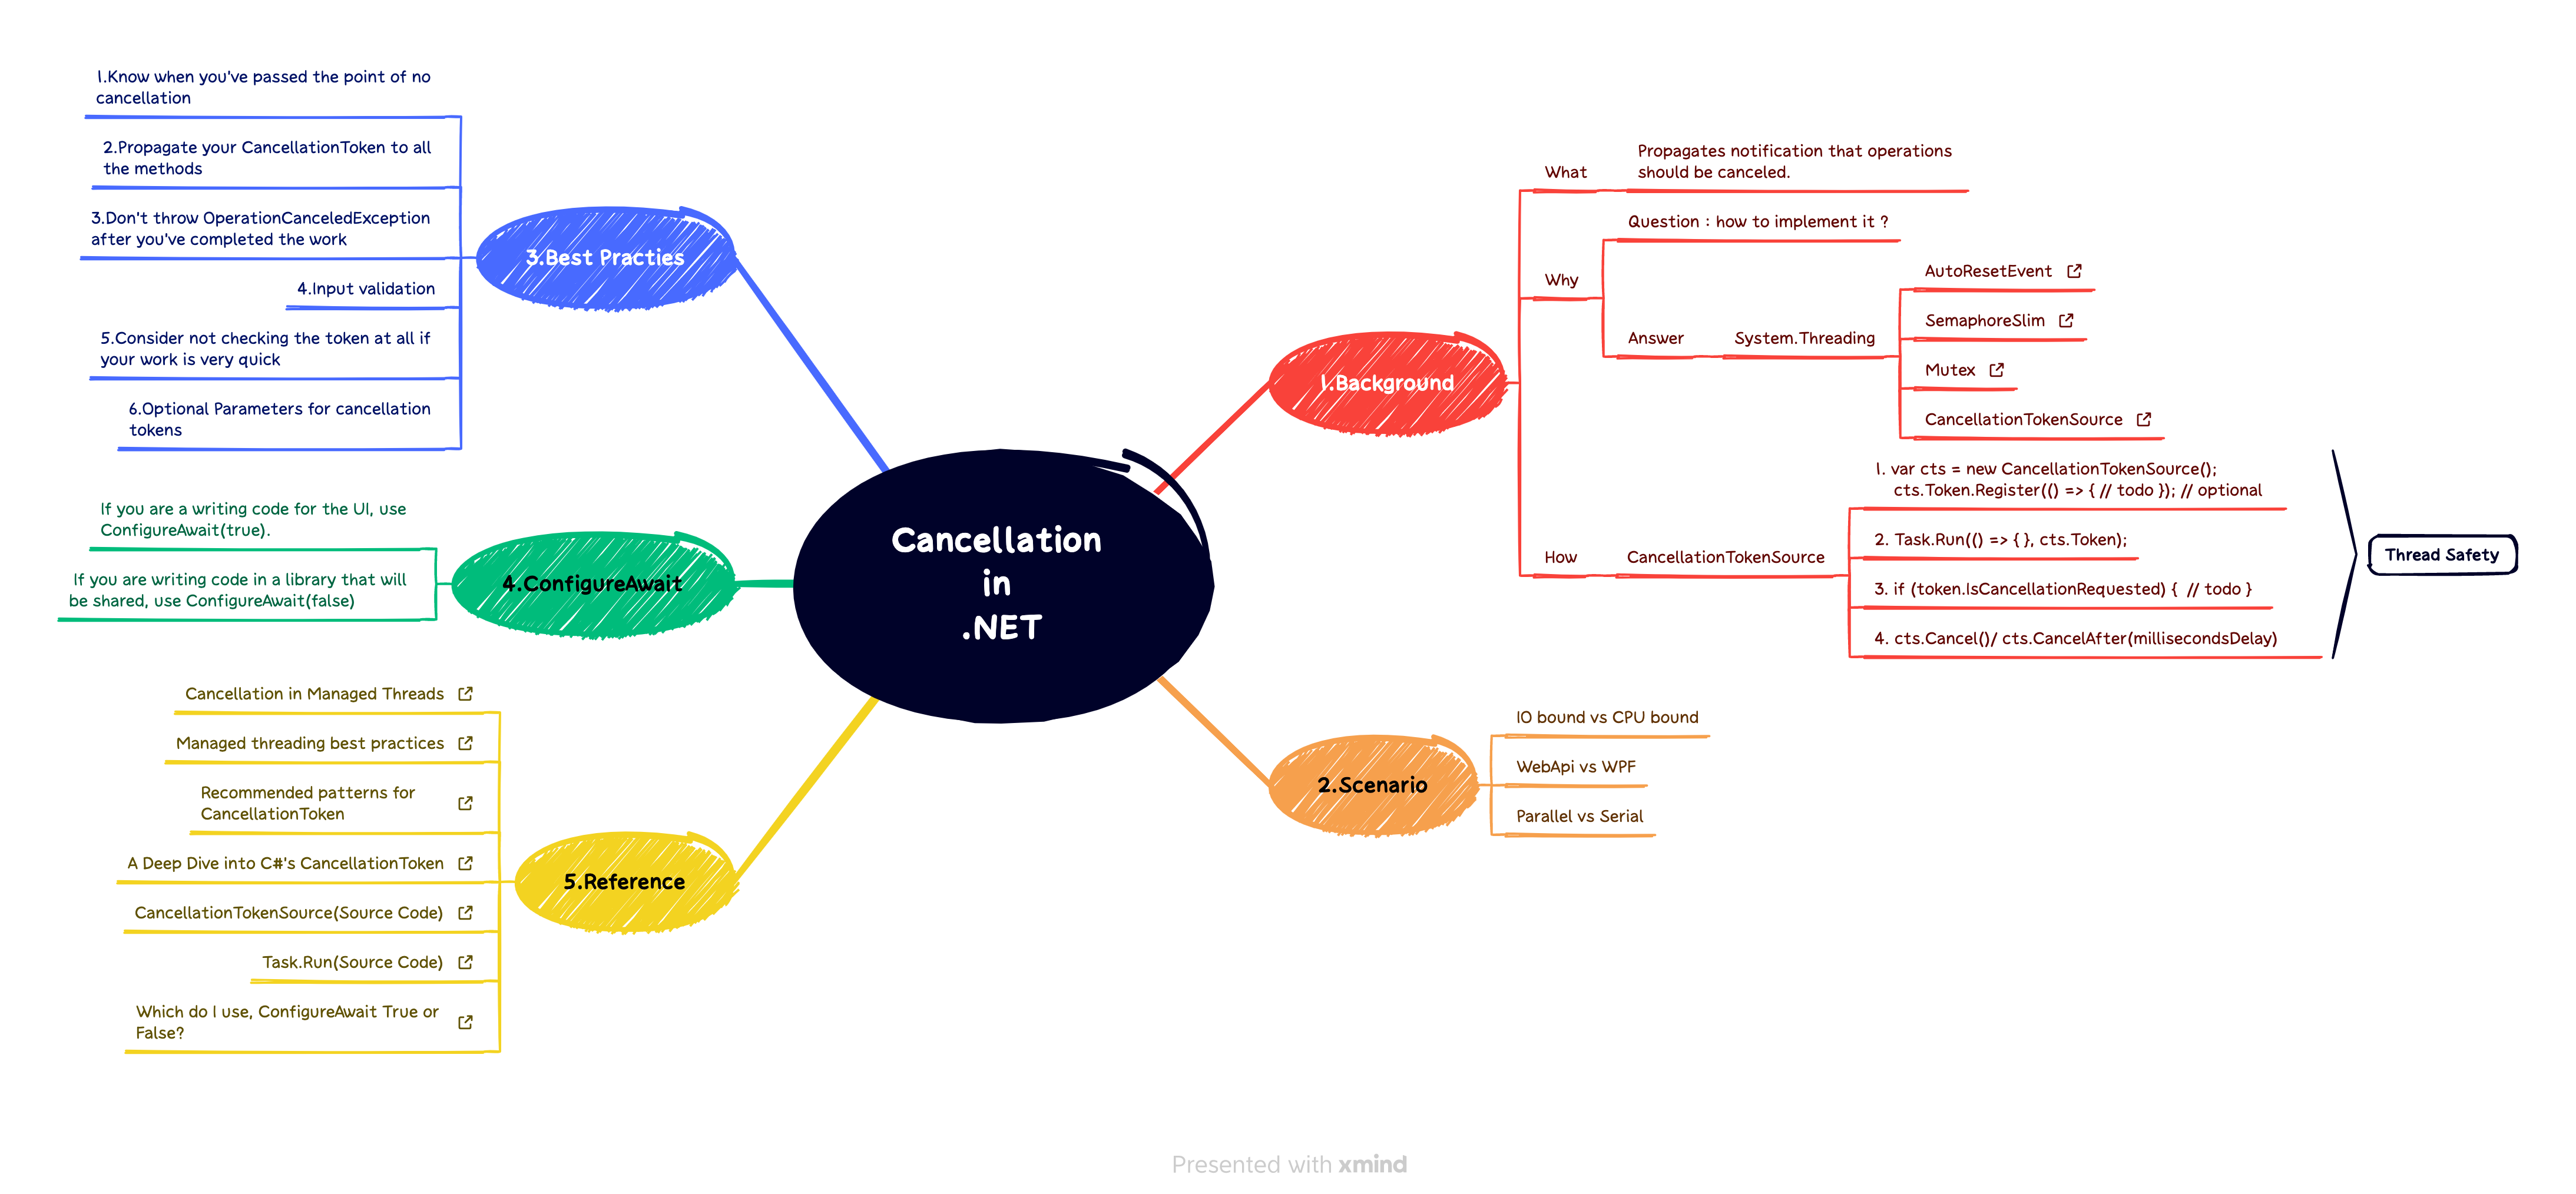 Cancellation
in
.NET
1.Background
What
Propagates notification that operations
should be canceled.
Why
Question : how to implement it ?
Answer
System.Threading
AutoResetEvent
SemaphoreSlim
Mutex
CancellationTokenSource
How
CancellationTokenSource
1. var cts = new CancellationTokenSource();
cts.Token.Register(() => { // todo }); // optional
2. Task.Run(() => { }, cts.Token);
3. if (token.IsCancellationRequested) {  // todo }
4. cts.Cancel()/ cts.CancelAfter(millisecondsDelay)
Thread Safety
2.Scenario
IO bound vs CPU bound
WebApi vs WPF
Parallel vs Serial
3.Best Practies
1.Know when you've passed the point of no
cancellation
2.Propagate your CancellationToken to all
the methods
3.Don't throw OperationCanceledException
after you've completed the work
4.Input validation
5.Consider not checking the token at all if
your work is very quick
6.Optional Parameters for cancellation
tokens
4.ConfigureAwait
If you are a writing code for the UI, use
ConfigureAwait(true).
If you are writing code in a library that will
be shared, use ConfigureAwait(false)
5.Reference
Cancellation in Managed Threads
Managed threading best practices
Recommended patterns for
CancellationToken
A Deep Dive into C#'s CancellationToken
CancellationTokenSource(Source Code)
Task.Run(Source Code)
Which do I use, ConfigureAwait True or
False?
Presented with xmind